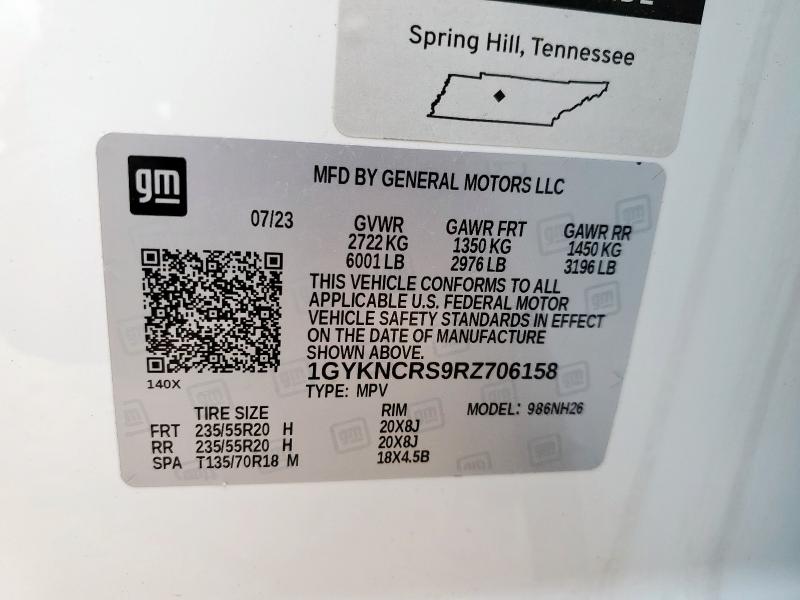 Spring Hill, Tennessee
gm
MFD BY GENERAL MOTORS LLC
07/23 GVWR GAWR FRT GAWR RR
2722 KG 1350 KG 1450 KG
6001 LB 2976 LB 3196 LB
THIS VEHICLE CONFORMS TO ALL
APPLICABLE U.S. FEDERAL MOTOR
VEHICLE SAFETY STANDARDS IN EFFECT
ON THE DATE OF MANUFACTURE
SHOWN ABOVE.
1GYKNCRS9RZ706158
140X
TYPE: MPV MODEL: 986NH26
TIRE SIZE RIM
FRT 235/55R20 H 20X8J
RR 235/55R20 H 20X8J
SPA T135/70R18 M 18X4.5B